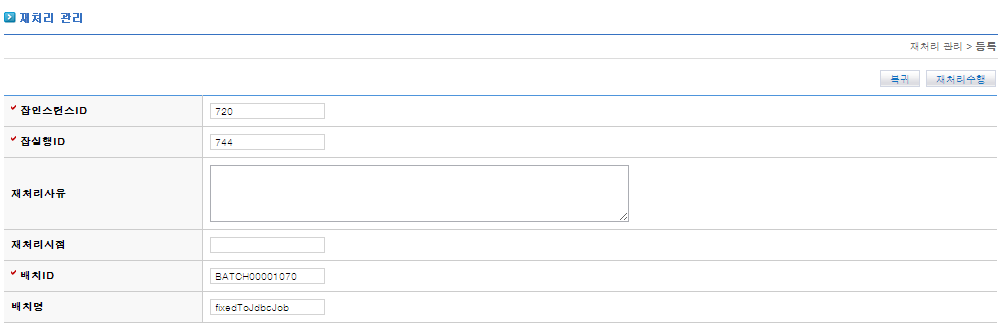 재처리 관리
재처리 관리 > 등록
복귀 재처리수행
잡인스턴스ID 720
잡실행ID 744
재처리사유
재처리시점
배치ID BATCH00001070
배치명 fixedToJdbcJob